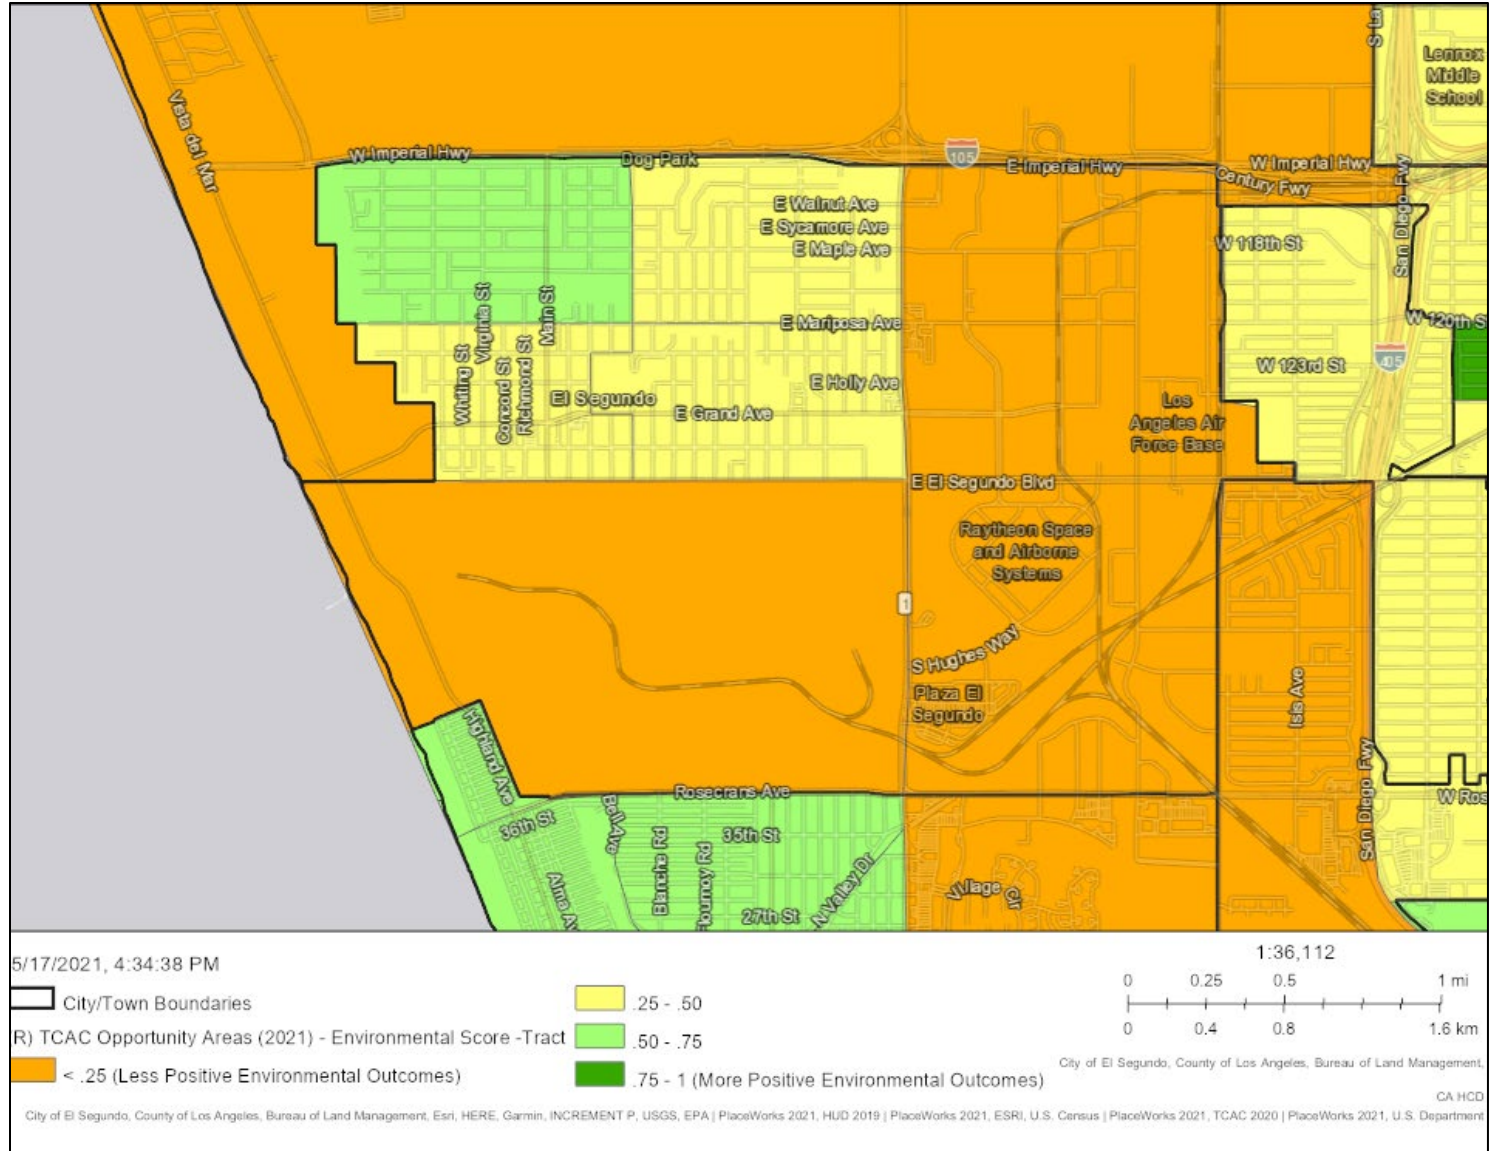 S La
Lennox
Middle
School
Vista del Mar
W Imperial Hwy
Dog Park
105
E Imperial Hwy
W Imperial Hwy
Century Fwy
San Diego Fwy
E Walnut Ave
E Sycamore Ave
E Maple Ave
W 118th St
Virginia St
Main St
E Mariposa Ave
W 120th S
Whiting St
Concord St
Richmond St
405
W 123rd St
E Holly Ave
El Segundo
E Grand Ave
Los
Angeles Air
Force Base
E El Segundo Blvd
Raytheon Space
and Airborne
Systems
1
S Hughes Way
Plaza El
Segundo
Isis Ave
Highland Ave
San Diego Fwy
Rosecrans Ave
W Ros
36th St
Bell Ave
Blanche Rd
Flournoy Rd
35th St
N Valley Dr
Village Cir
Alma Av
27th St
5/17/2021, 4:34:38 PM
City/Town Boundaries
R) TCAC Opportunity Areas (2021) - Environmental Score -Tract
< .25 (Less Positive Environmental Outcomes)
.25 - .50
.50 - .75
.75 - 1 (More Positive Environmental Outcomes)
1:36,112
0 0.25 0.5 1 mi
0 0.4 0.8 1.6 km
City of El Segundo, County of Los Angeles, Bureau of Land Management,
CA HCD
City of El Segundo, County of Los Angeles, Bureau of Land Management, Esri, HERE, Garmin, INCREMENT P, USGS, EPA | PlaceWorks 2021, HUD 2019 | PlaceWorks 2021, ESRI, U.S. Census | PlaceWorks 2021, TCAC 2020 | PlaceWorks 2021, U.S. Department